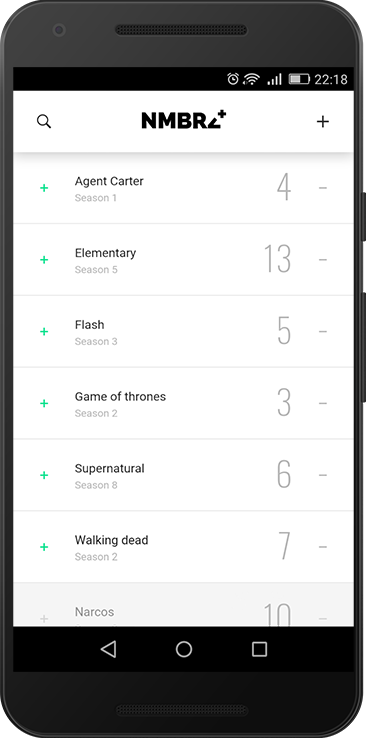 22:18
NMBRZ+
+
+ Agent Carter 4 –
Season 1
+ Elementary 13 –
Season 5
+ Flash 5 –
Season 3
+ Game of thrones 3 –
Season 2
+ Supernatural 6 –
Season 8
+ Walking dead 7 –
Season 2
+ Narcos 10 –